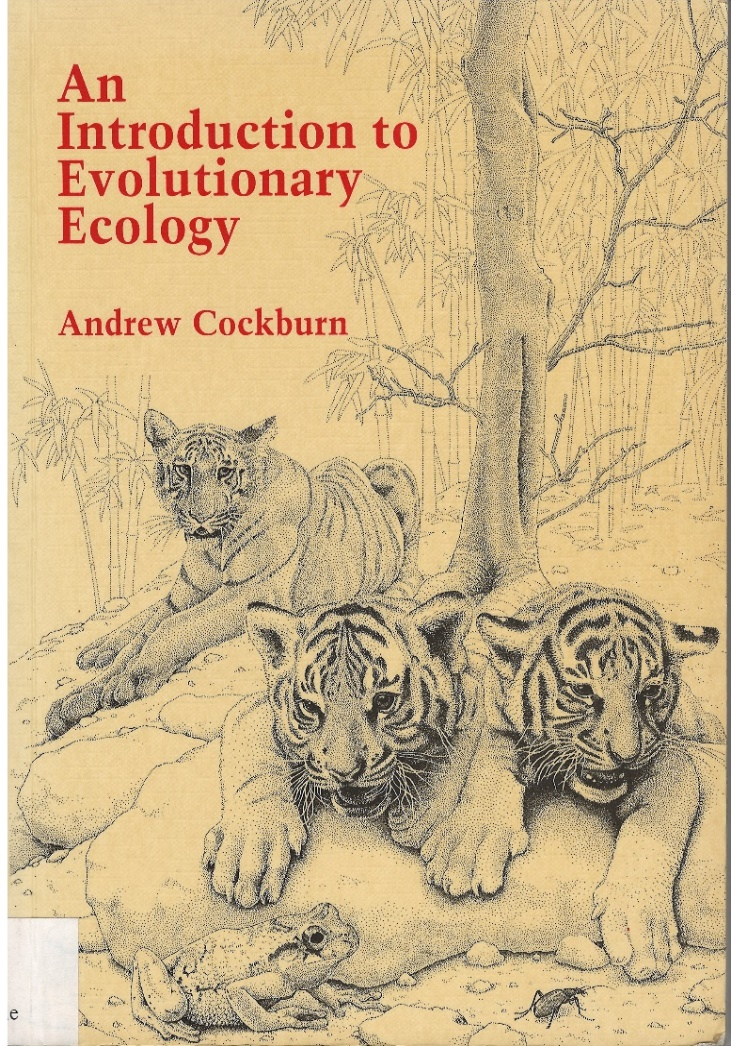 An
Introduction to
Evolutionary
Ecology
Andrew Cockburn
e